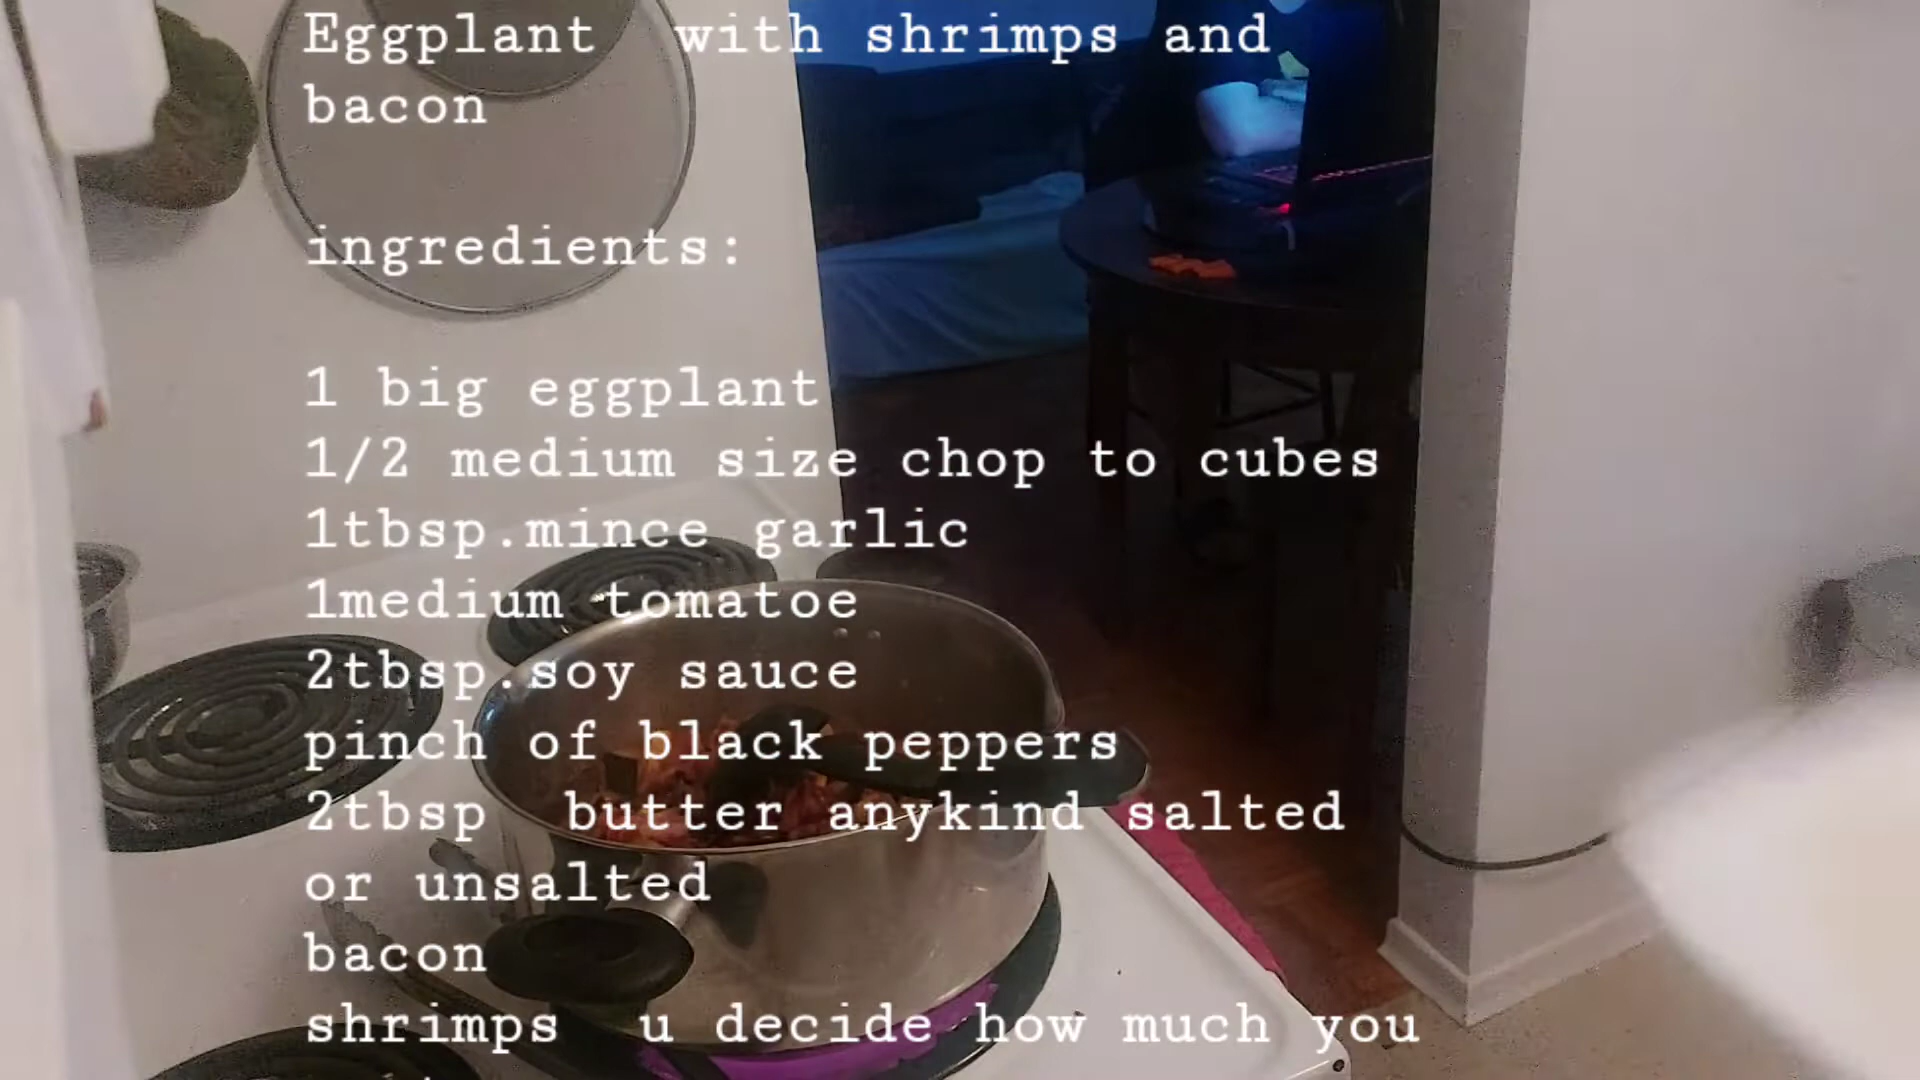 Eggplant with shrimps and
bacon
ingredients:
1 big eggplant
1/2 medium size chop to cubes
1tbsp.mince garlic
1medium tomatoe
2tbsp.soy sauce
pinch of black peppers
2tbsp butter anykind salted
or unsalted
bacon
shrimps u decide how much you